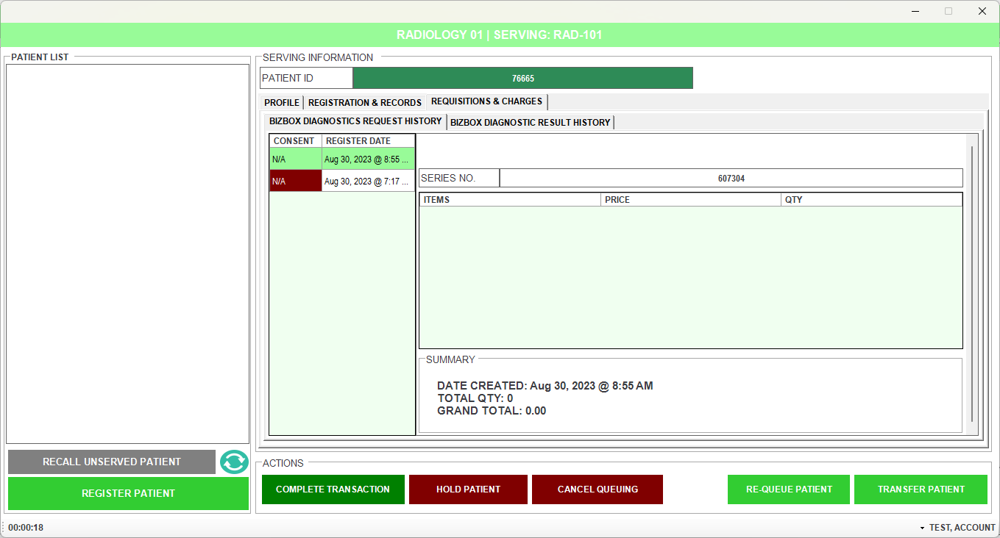 RADIOLOGY 01 | SERVING: RAD-101
PATIENT LIST
RECALL UNSERVED PATIENT
REGISTER PATIENT
SERVING INFORMATION
PATIENT ID 76665
PROFILE REGISTRATION & RECORDS REQUISITIONS & CHARGES
BIZBOX DIAGNOSTICS REQUEST HISTORY BIZBOX DIAGNOSTIC RESULT HISTORY
CONSENT REGISTER DATE
N/A Aug 30, 2023 @ 8:55 ...
N/A Aug 30, 2023 @ 7:17 ...
SERIES NO. 607304
ITEMS PRICE QTY
SUMMARY
DATE CREATED: Aug 30, 2023 @ 8:55 AM
TOTAL QTY: 0
GRAND TOTAL: 0.00
ACTIONS
COMPLETE TRANSACTION HOLD PATIENT CANCEL QUEUING RE-QUEUE PATIENT TRANSFER PATIENT
00:00:18 TEST, ACCOUNT